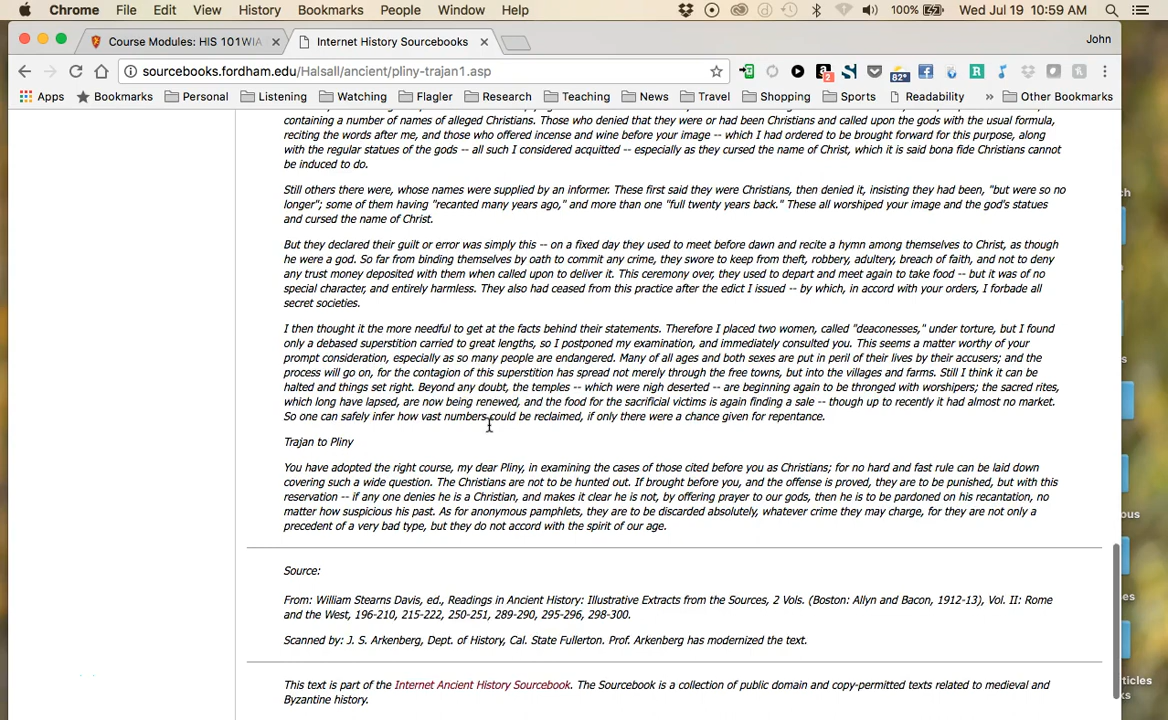 Chrome File Edit View History Bookmarks People Window Help 100% Wed Jul 19 10:59 AM
Course Modules: HIS 101WIA Internet History Sourcebooks John
sourcebooks.fordham.edu/Halsall/ancient/pliny-trajan1.asp
Apps Bookmarks Personal Listening Watching Flagler Research Teaching News Travel Shopping Sports Readability » Other Bookmarks
containing a number of names of alleged Christians. Those who denied that they were or had been Christians and called upon the gods with the usual formula,
reciting the words after me, and those who offered incense and wine before your image -- which I had ordered to be brought forward for this purpose, along
with the regular statues of the gods -- all such I considered acquitted -- especially as they cursed the name of Christ, which it is said bona fide Christians cannot
be induced to do.
Still others there were, whose names were supplied by an informer. These first said they were Christians, then denied it, insisting they had been, "but were so no
longer"; some of them having "recanted many years ago," and more than one "full twenty years back." These all worshiped your image and the god's statues
and cursed the name of Christ.
But they declared their guilt or error was simply this -- on a fixed day they used to meet before dawn and recite a hymn among themselves to Christ, as though
he were a god. So far from binding themselves by oath to commit any crime, they swore to keep from theft, robbery, adultery, breach of faith, and not to deny
any trust money deposited with them when called upon to deliver it. This ceremony over, they used to depart and meet again to take food -- but it was of no
special character, and entirely harmless. They also had ceased from this practice after the edict I issued -- by which, in accord with your orders, I forbade all
secret societies.
I then thought it the more needful to get at the facts behind their statements. Therefore I placed two women, called "deaconesses," under torture, but I found
only a debased superstition carried to great lengths, so I postponed my examination, and immediately consulted you. This seems a matter worthy of your
prompt consideration, especially as so many people are endangered. Many of all ages and both sexes are put in peril of their lives by their accusers; and the
process will go on, for the contagion of this superstition has spread not merely through the free towns, but into the villages and farms. Still I think it can be
halted and things set right. Beyond any doubt, the temples -- which were nigh deserted -- are beginning again to be thronged with worshipers; the sacred rites,
which long have lapsed, are now being renewed, and the food for the sacrificial victims is again finding a sale -- though up to recently it had almost no market.
So one can safely infer how vast numbers could be reclaimed, if only there were a chance given for repentance.
Trajan to Pliny
You have adopted the right course, my dear Pliny, in examining the cases of those cited before you as Christians; for no hard and fast rule can be laid down
covering such a wide question. The Christians are not to be hunted out. If brought before you, and the offense is proved, they are to be punished, but with this
reservation -- if any one denies he is a Christian, and makes it clear he is not, by offering prayer to our gods, then he is to be pardoned on his recantation, no
matter how suspicious his past. As for anonymous pamphlets, they are to be discarded absolutely, whatever crime they may charge, for they are not only a
precedent of a very bad type, but they do not accord with the spirit of our age.
Source:
From: William Stearns Davis, ed., Readings in Ancient History: Illustrative Extracts from the Sources, 2 Vols. (Boston: Allyn and Bacon, 1912-13), Vol. II: Rome
and the West, 196-210, 215-222, 250-251, 289-290, 295-296, 298-300.
Scanned by: J. S. Arkenberg, Dept. of History, Cal. State Fullerton. Prof. Arkenberg has modernized the text.
This text is part of the Internet Ancient History Sourcebook. The Sourcebook is a collection of public domain and copy-permitted texts related to medieval and
Byzantine history.